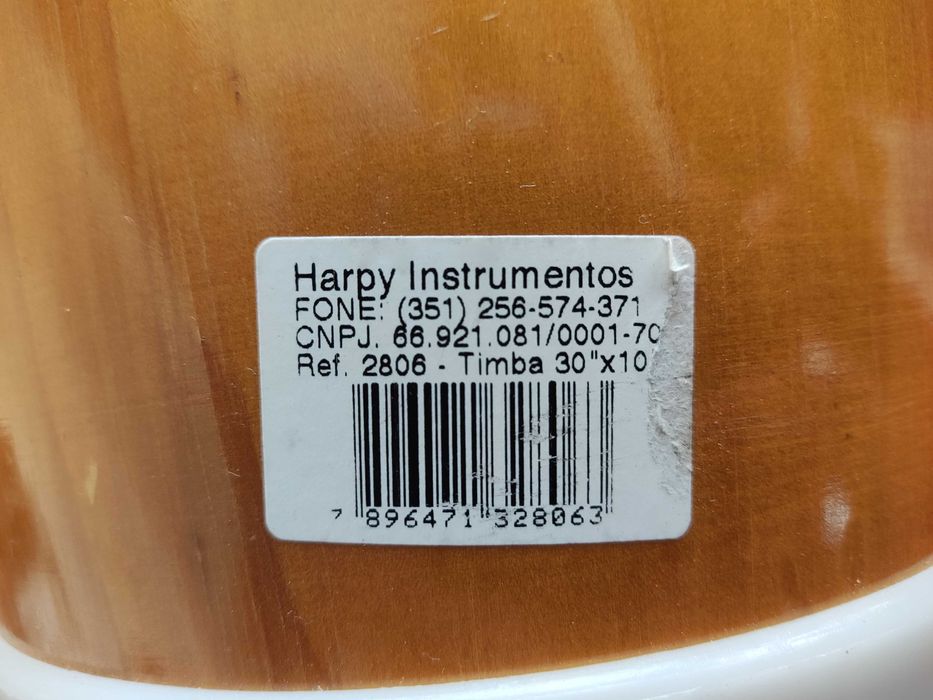 Harpy Instrumentos
FONE: (351) 256-574-371
CNPJ. 66.921.081/0001-70
Ref. 2806 - Timba 30"x10
7 896471 328063